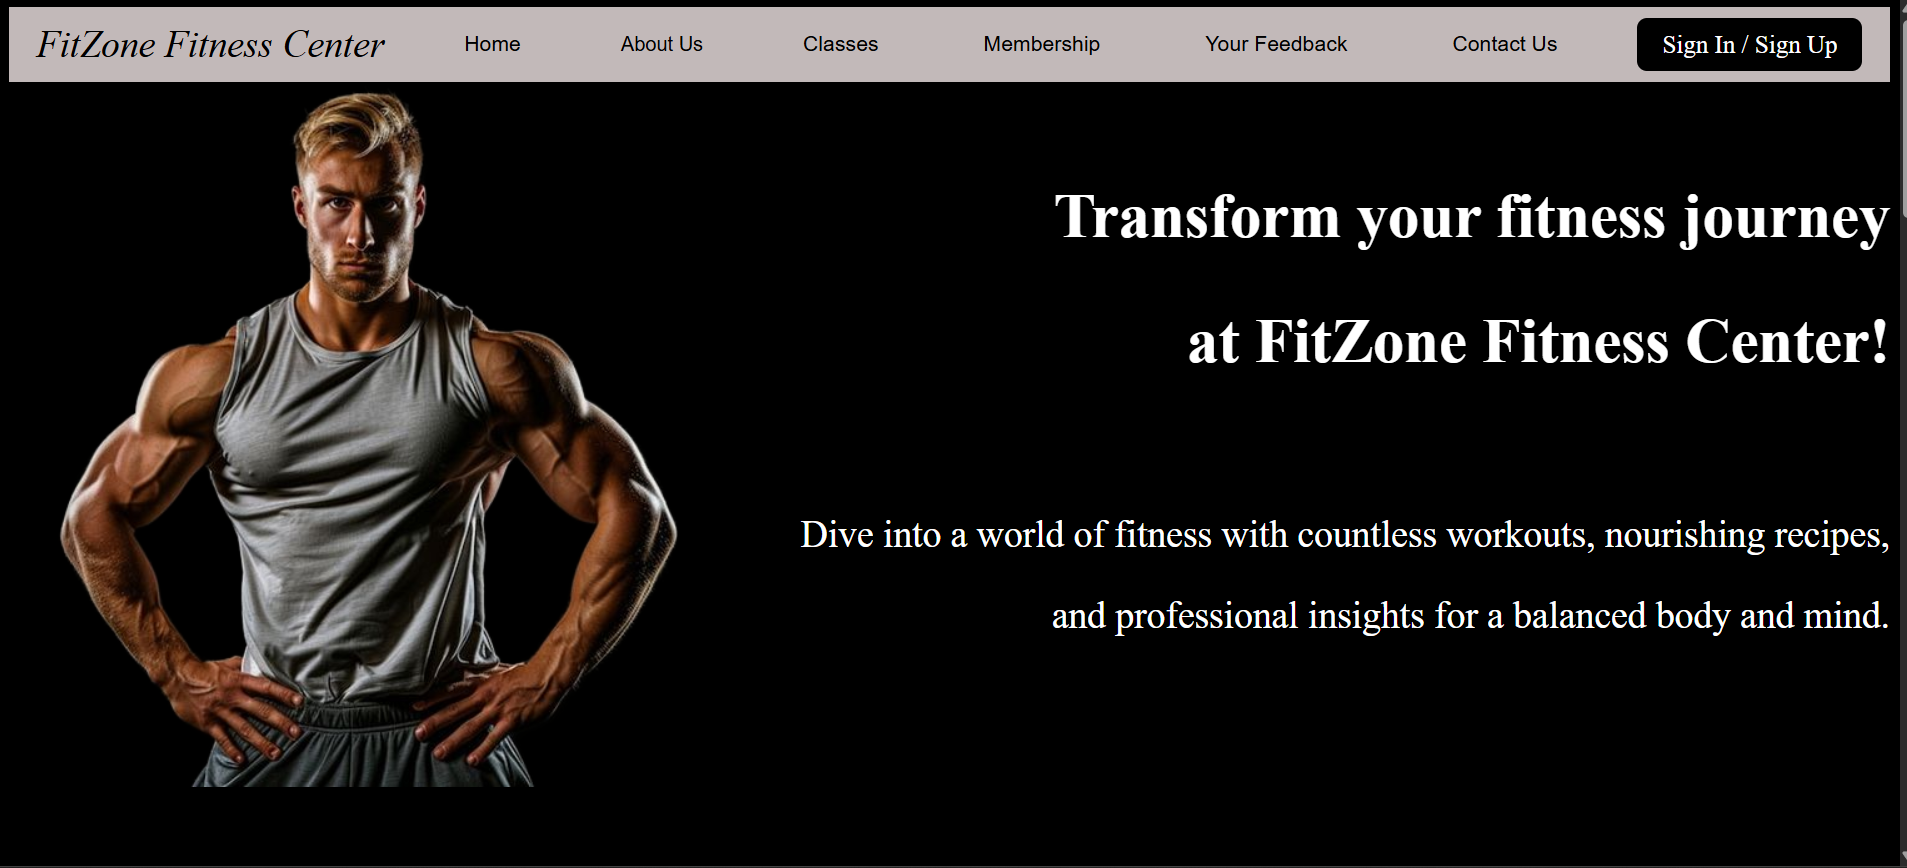 FitZone Fitness Center
Home
About Us
Classes
Membership
Your Feedback
Contact Us
Sign In / Sign Up
Transform your fitness journey
at FitZone Fitness Center!
Dive into a world of fitness with countless workouts, nourishing recipes,
and professional insights for a balanced body and mind.